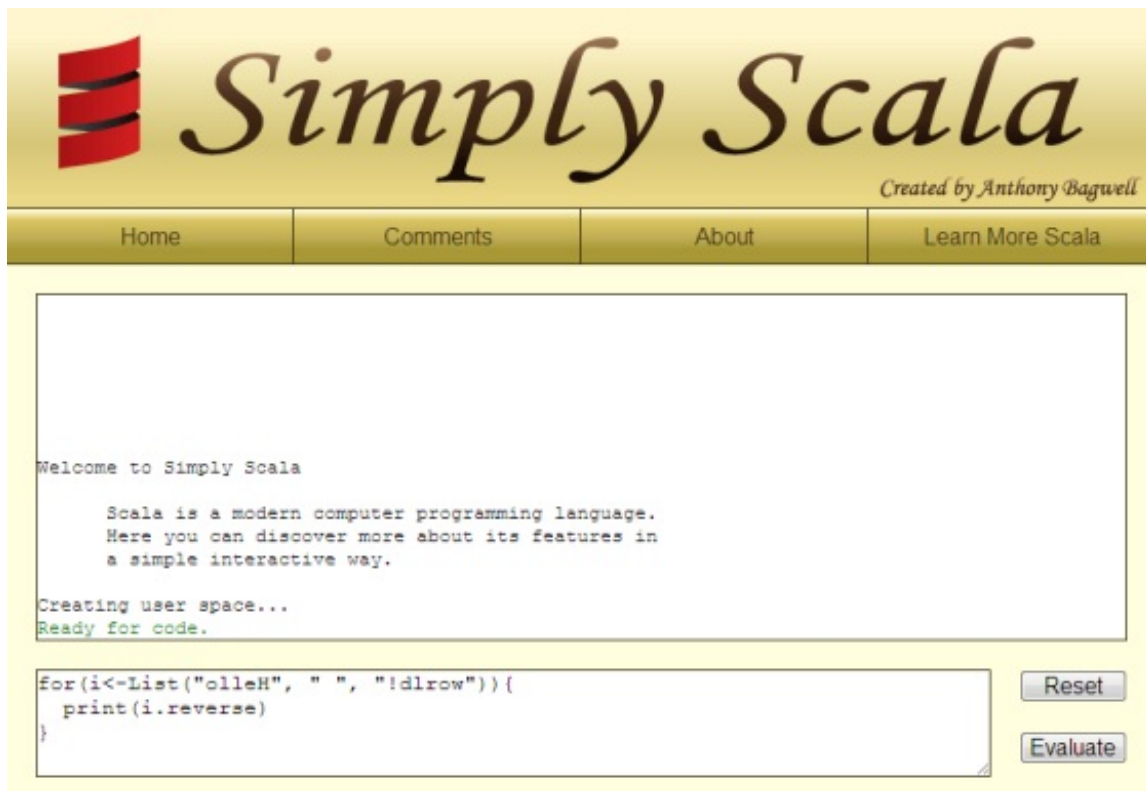 Simply Scala
Created by Anthony Bagwell
Home Comments About Learn More Scala
Welcome to Simply Scala
Scala is a modern computer programming language.
Here you can discover more about its features in
a simple interactive way.
Creating user space...
Ready for code.
for(i<-List("olleH", " ", "!dlrow")){
  print(i.reverse)
}
Reset
Evaluate